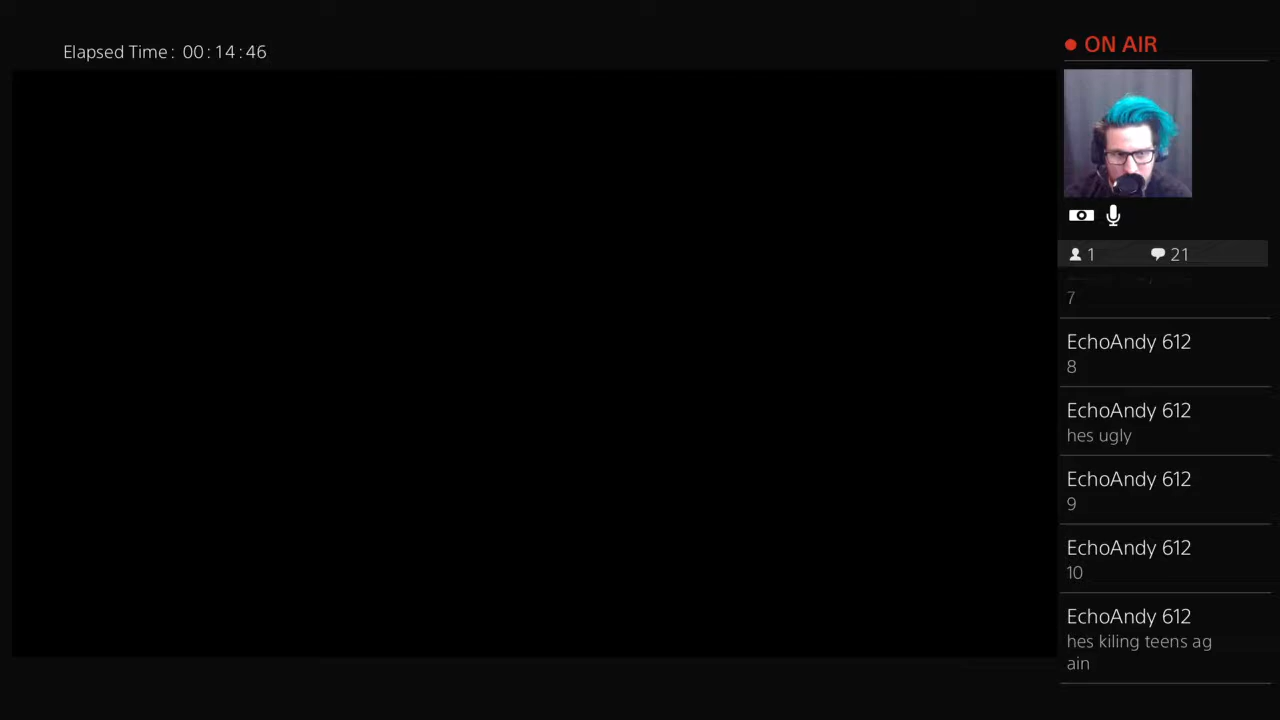 Elapsed Time: 00:14:46
ON AIR
1 21
7
EchoAndy 612
8
EchoAndy 612
hes ugly
EchoAndy 612
9
EchoAndy 612
10
EchoAndy 612
hes kiling teens ag
ain